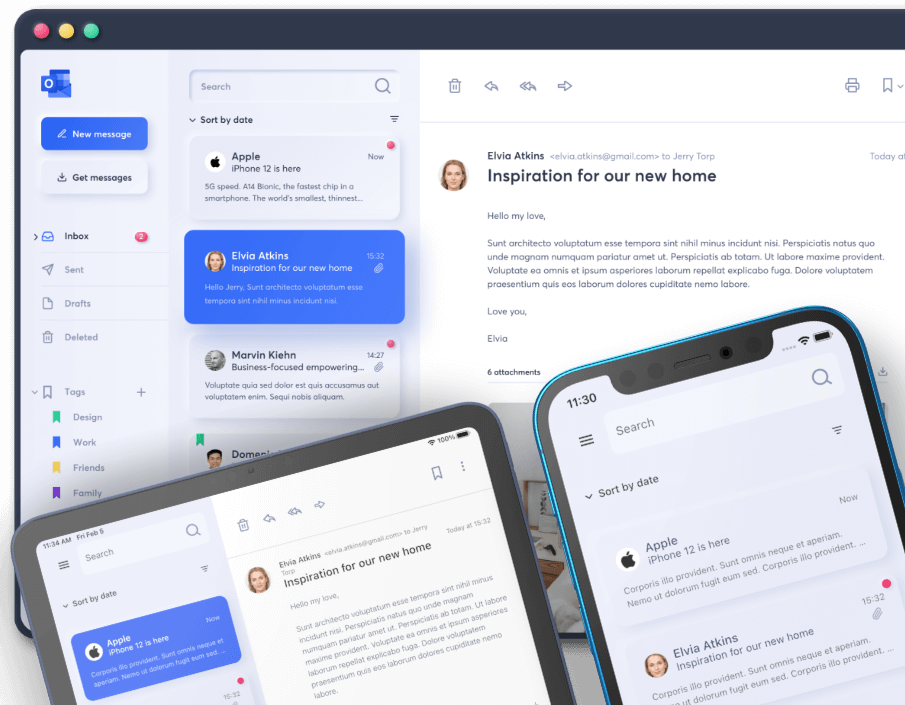 O
New message
Get messages
Inbox
2
Sent
Drafts
Deleted
Tags
Design
Work
Friends
Family
Search
Sort by date
Apple
Now
iPhone 12 is here
5G speed. A14 Bionic, the fastest chip in a
smartphone. The world's smallest, thinnest...
Elvia Atkins
15:32
Inspiration for our new home
Hello Jerry, Sunt architecto voluptatum esse
tempora sint nihil minus incidunt nisi.
Marvin Kiehn
14:27
Business-focused empowering...
Voluptate quia sed dolor est quis accusamus aut
voluptatem enim. Sequi nobis aliquam.
Domeni
Elvia Atkins <elvia.atkins@gmail.com> to Jerry Torp
Today at
Inspiration for our new home
Hello my love,
Sunt architecto voluptatum esse tempora sint nihil minus incidunt nisi. Perspiciatis natus quo
unde magnam numquam pariatur amet ut. Perspiciatis ab totam. Ut labore maxime provident.
Voluptate ea omnis et ipsum asperiores laborum repellat explicabo fuga. Dolore voluptatem
praesentium quis eos laborum dolores cupiditate nemo labore.
Love you,
Elvia
6 attachments
11:34 AM Fri Feb 5
100%
Search
Sort by date
Apple
Now
iPhone 12 is here
Corporis illo provident. Sunt omnis neque et
aperiam. Nemo ut dolorum fugit eum sed. ...
15:32
Elvia Atkins <elvia.atkins@gmail.com> to Jerry
Torp
Today at 15:32
Inspiration for our new home
Hello my love,
Sunt architecto voluptatum esse tempora sint nihil minus
incidunt nisi. Perspiciatis natus quo unde magnam
numquam pariatur amet ut. Perspiciatis ab totam. Ut labore
maxime provident. Voluptate ea omnis et ipsum asperiores
laborum repellat explicabo fuga. Dolore voluptatem
praesentium quis eos laborum dolores cupiditate nemo
labore.
11:30
Search
Sort by date
Apple
Now
iPhone 12 is here
Corporis illo provident. Sunt omnis neque et aperiam.
Nemo ut dolorum fugit eum sed. Corporis illo provident. ...
Elvia Atkins
15:32
Inspiration for our new home
Corporis illo provident. Sunt omnis neque et aperiam.
ut dolorum fugit eum sed. Corporis illo provident. ...